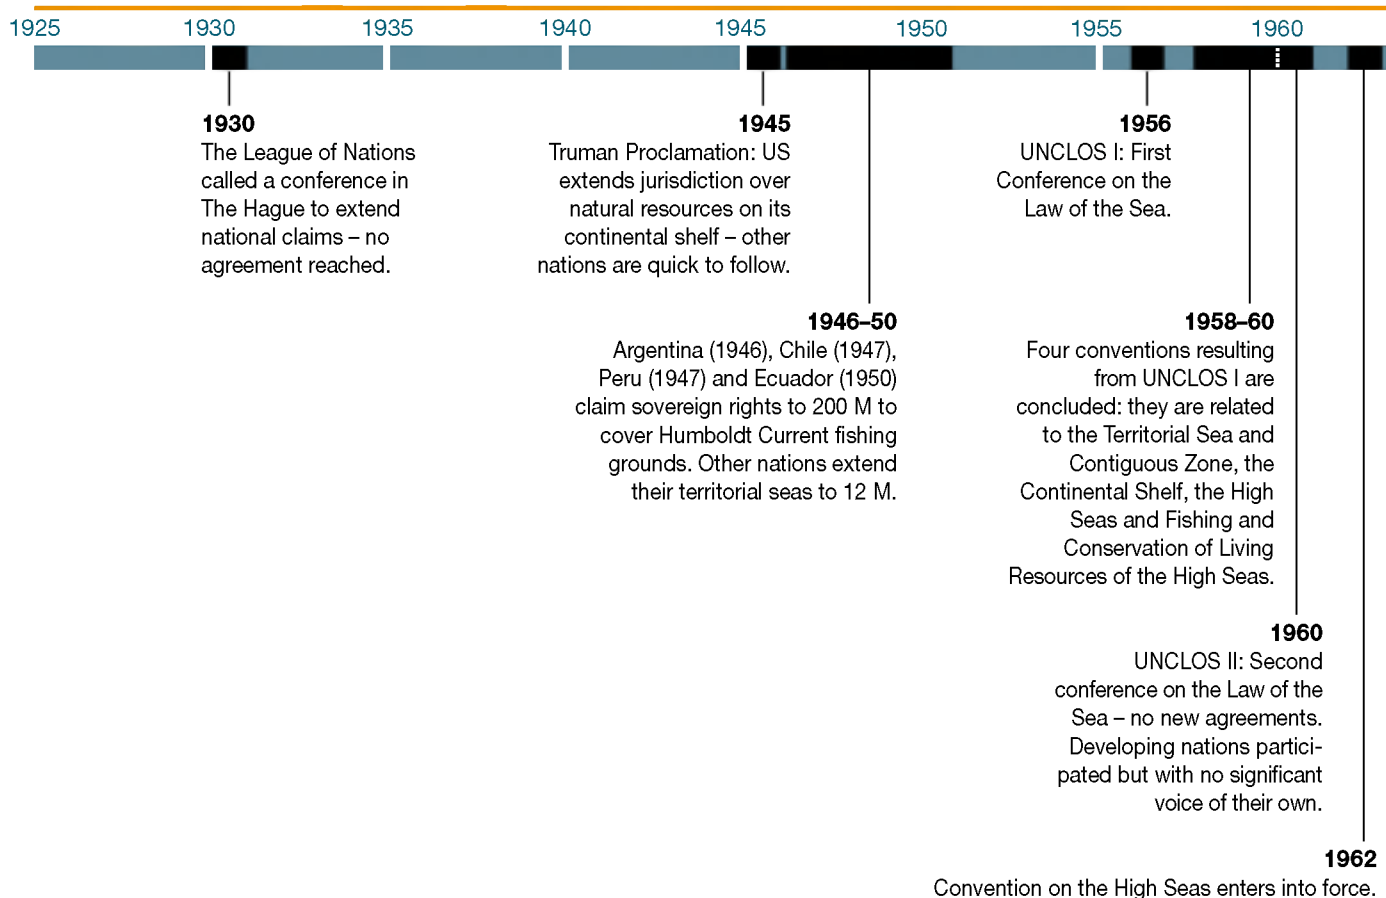 1925 1930 1935 1940 1945 1950 1955 1960
1930
The League of Nations
called a conference in
The Hague to extend
national claims – no
agreement reached.
1945
Truman Proclamation: US
extends jurisdiction over
natural resources on its
continental shelf – other
nations are quick to follow.
1946–50
Argentina (1946), Chile (1947),
Peru (1947) and Ecuador (1950)
claim sovereign rights to 200 M to
cover Humboldt Current fishing
grounds. Other nations extend
their territorial seas to 12 M.
1956
UNCLOS I: First
Conference on the
Law of the Sea.
1958–60
Four conventions resulting
from UNCLOS I are
concluded: they are related
to the Territorial Sea and
Contiguous Zone, the
Continental Shelf, the High
Seas and Fishing and
Conservation of Living
Resources of the High Seas.
1960
UNCLOS II: Second
conference on the Law of the
Sea – no new agreements.
Developing nations partici-
pated but with no significant
voice of their own.
1962
Convention on the High Seas enters into force.